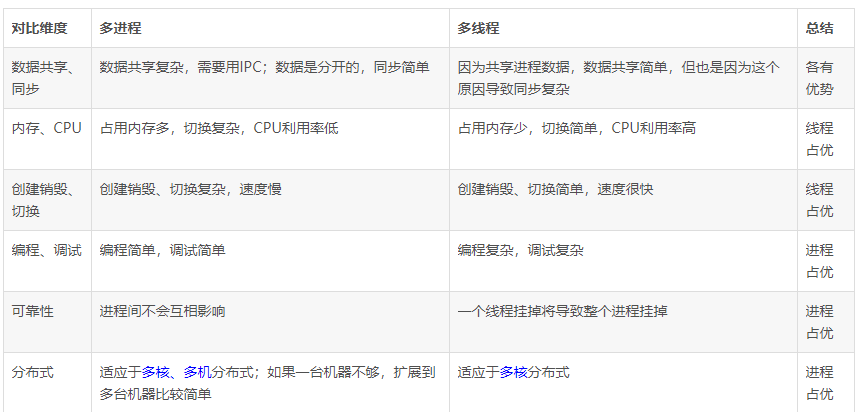 对比维度 多进程 多线程 总结
数据共享、 数据共享复杂，需要用IPC；数据是分开的，同步简单 因为共享进程数据，数据共享简单，但也是因为这个 各有
同步 原因导致同步复杂 优势
内存、CPU 占用内存多，切换复杂，CPU利用率低 占用内存少，切换简单，CPU利用率高 线程
占优
创建销毁、 创建销毁、切换复杂，速度慢 创建销毁、切换简单，速度很快 线程
切换 占优
编程、调试 编程简单，调试简单 编程复杂，调试复杂 进程
占优
可靠性 进程间不会互相影响 一个线程挂掉将导致整个进程挂掉 进程
占优
分布式 适应于多核、多机分布式；如果一台机器不够，扩展到 适应于多核分布式 进程
多台机器比较简单 占优